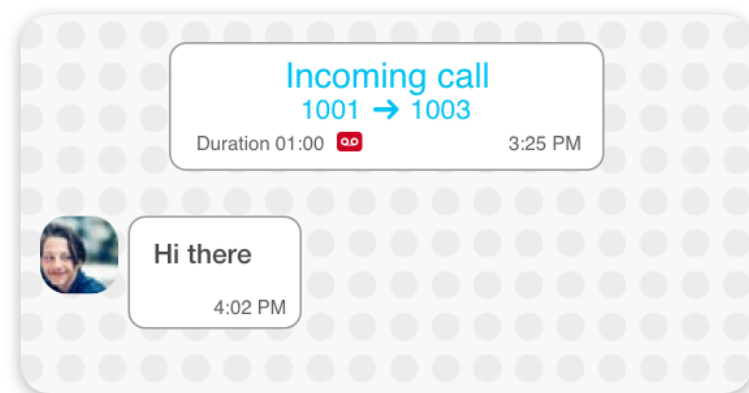 Incoming call
1001 ➔ 1003
Duration 01:00 3:25 PM
Hi there
4:02 PM